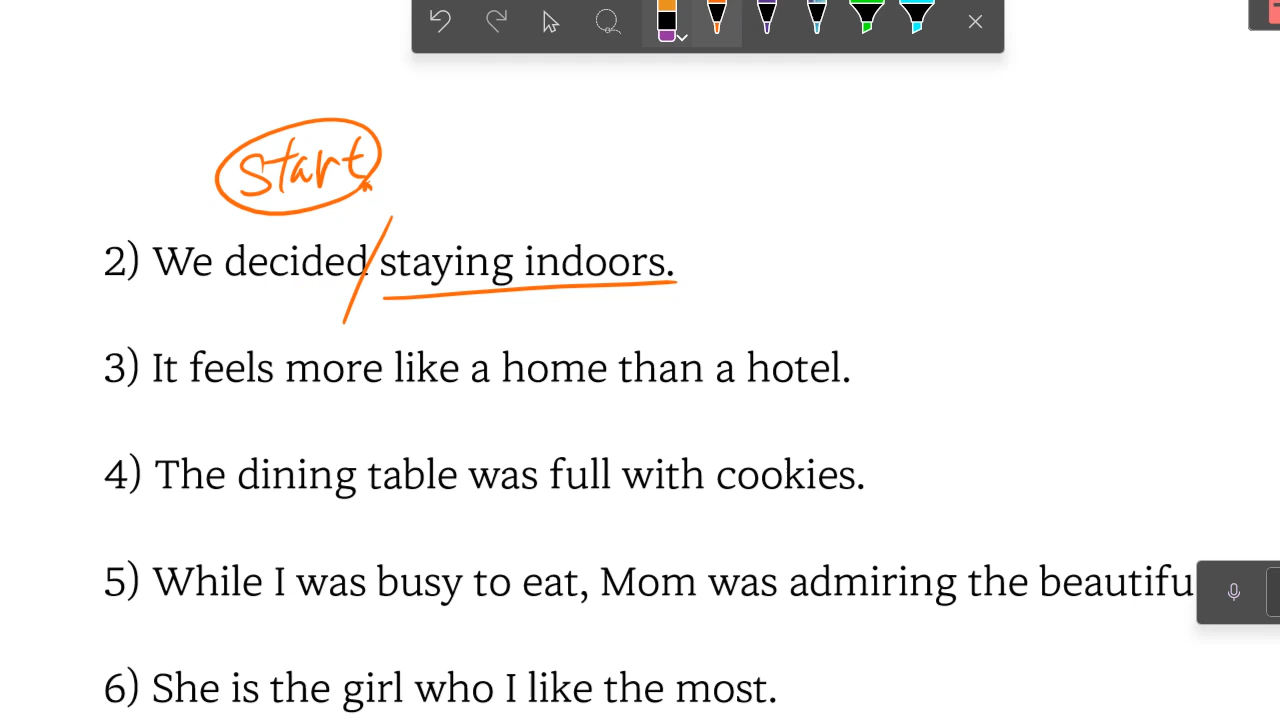 Start
2) We decided staying indoors.
3) It feels more like a home than a hotel.
4) The dining table was full with cookies.
5) While I was busy to eat, Mom was admiring the beautifu
6) She is the girl who I like the most.